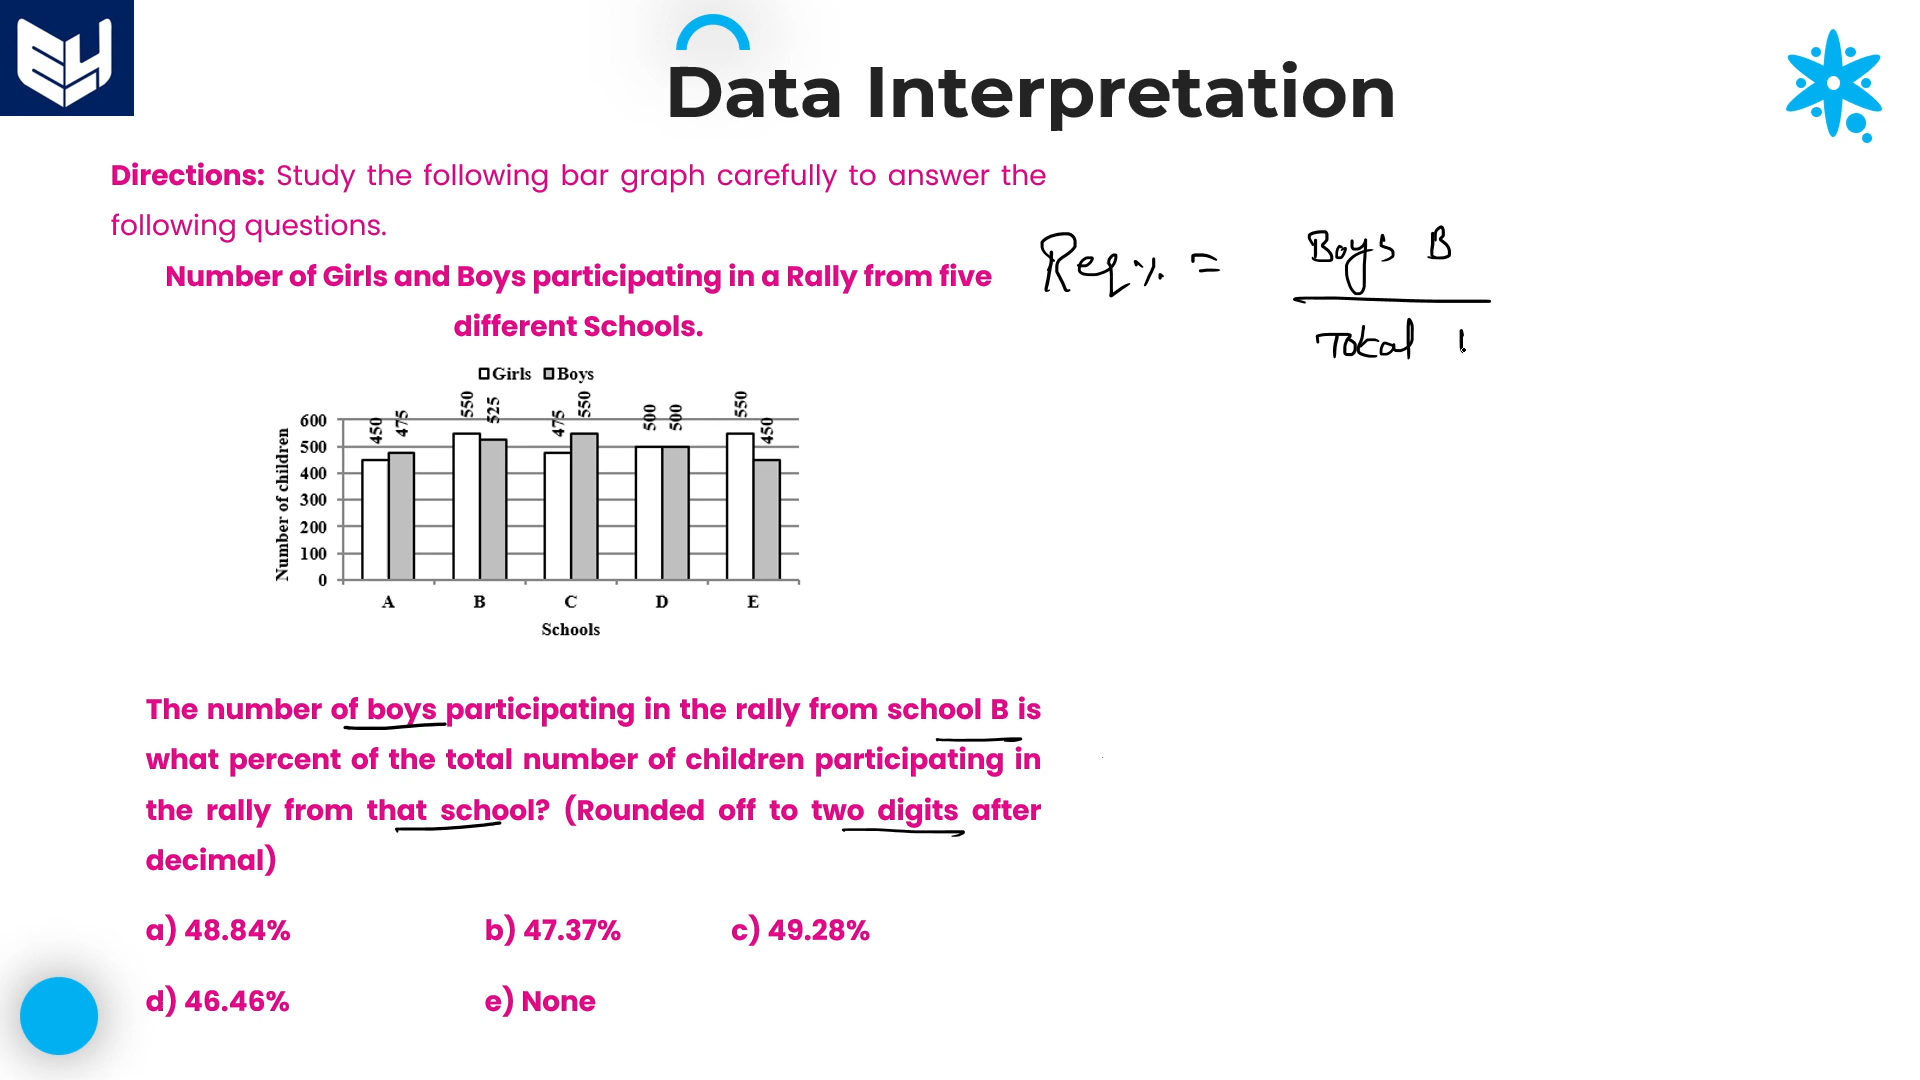 Data Interpretation
Directions: Study the following bar graph carefully to answer the
following questions.
Number of Girls and Boys participating in a Rally from five
different Schools.
Req% =
Boys B
Total
Girls Boys
450 475 550 525 475 550 500 500 550 450
600
500
400
300
200
100
0
Number of children
A B C D E
Schools
The number of boys participating in the rally from school B is
what percent of the total number of children participating in
the rally from that school? (Rounded off to two digits after
decimal)
a) 48.84% b) 47.37% c) 49.28%
d) 46.46% e) None